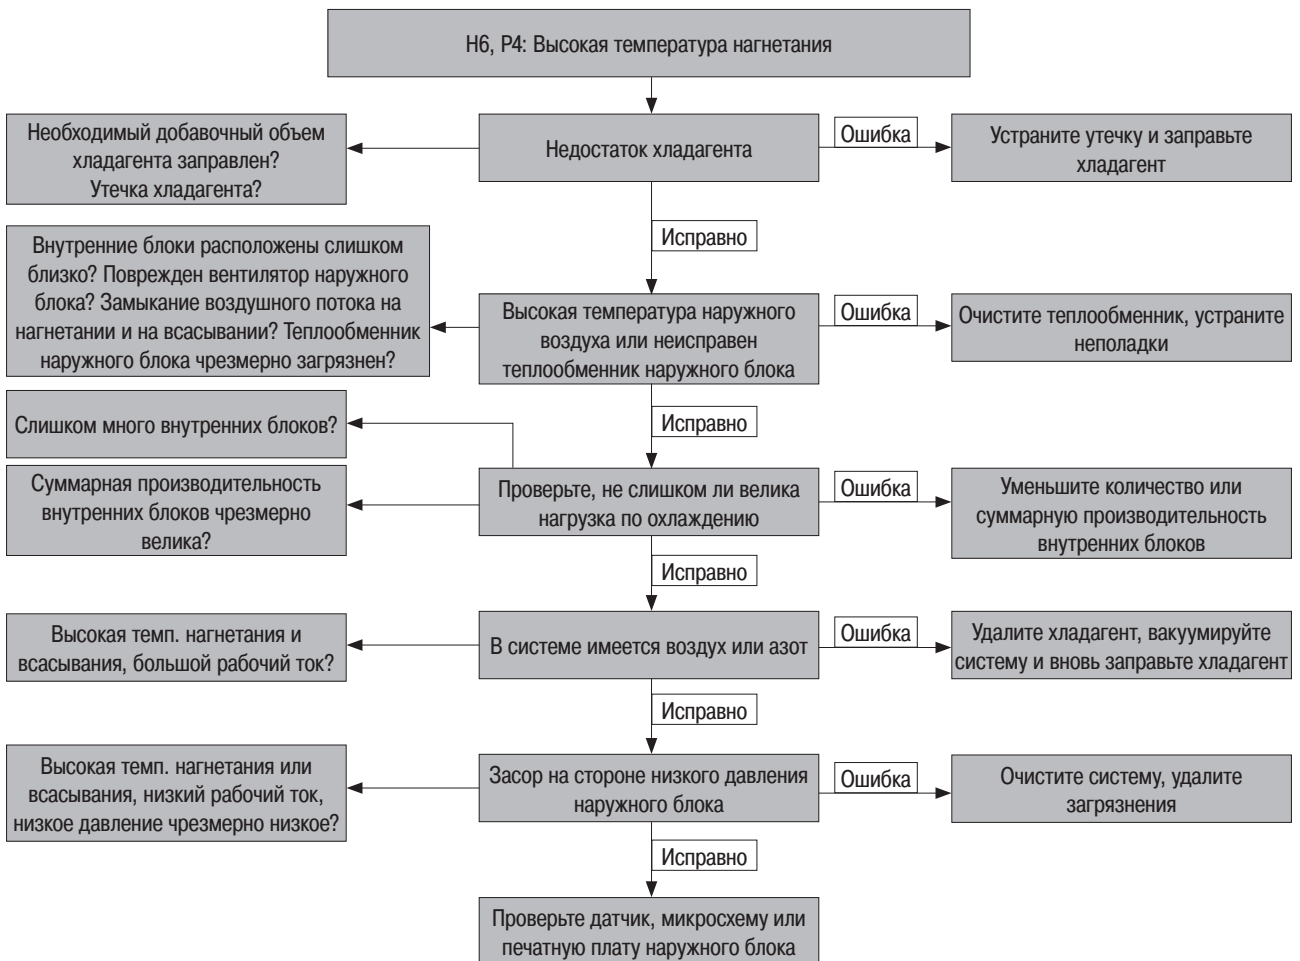 H6, P4: Высокая температура нагнетания
Необходимый добавочный объем
хладагента заправлен?
Утечка хладагента?
Недостаток хладагента
Ошибка
Устраните утечку и заправьте
хладагент
Исправно
Внутренние блоки расположены слишком
близко? Поврежден вентилятор наружного
блока? Замыкание воздушного потока на
нагнетании и на всасывании? Теплообменник
наружного блока чрезмерно загрязнен?
Высокая температура наружного
воздуха или неисправен
теплообменник наружного блока
Ошибка
Очистите теплообменник, устраните
неполадки
Исправно
Слишком много внутренних блоков?
Суммарная производительность
внутренних блоков чрезмерно
велика?
Проверьте, не слишком ли велика
нагрузка по охлаждению
Ошибка
Уменьшите количество или
суммарную производительность
внутренних блоков
Исправно
Высокая темп. нагнетания и
всасывания, большой рабочий ток?
В системе имеется воздух или азот
Ошибка
Удалите хладагент, вакуумируйте
систему и вновь заправьте хладагент
Исправно
Высокая темп. нагнетания или
всасывания, низкий рабочий ток,
низкое давление чрезмерно низкое?
Засор на стороне низкого давления
наружного блока
Ошибка
Очистите систему, удалите
загрязнения
Исправно
Проверьте датчик, микросхему или
печатную плату наружного блока